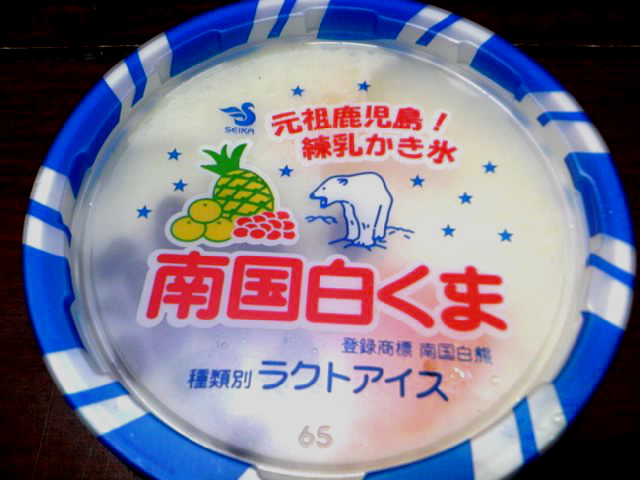 SEIKA
元祖鹿児島！
練乳かき氷
南国白くま
登録商標 南国白熊
種類別 ラクトアイス
65